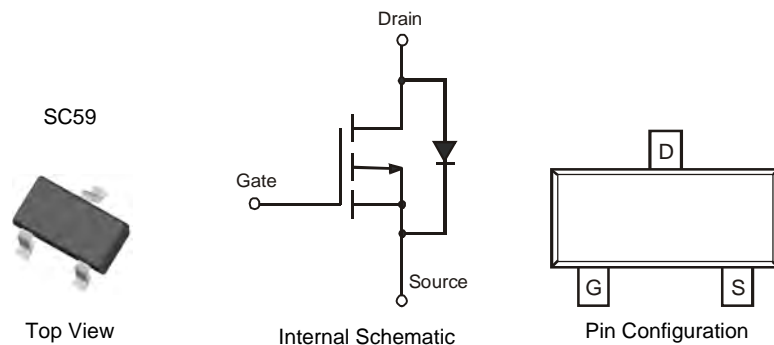 SC59
Top View
Drain
Gate
Source
Internal Schematic
D
G S
Pin Configuration